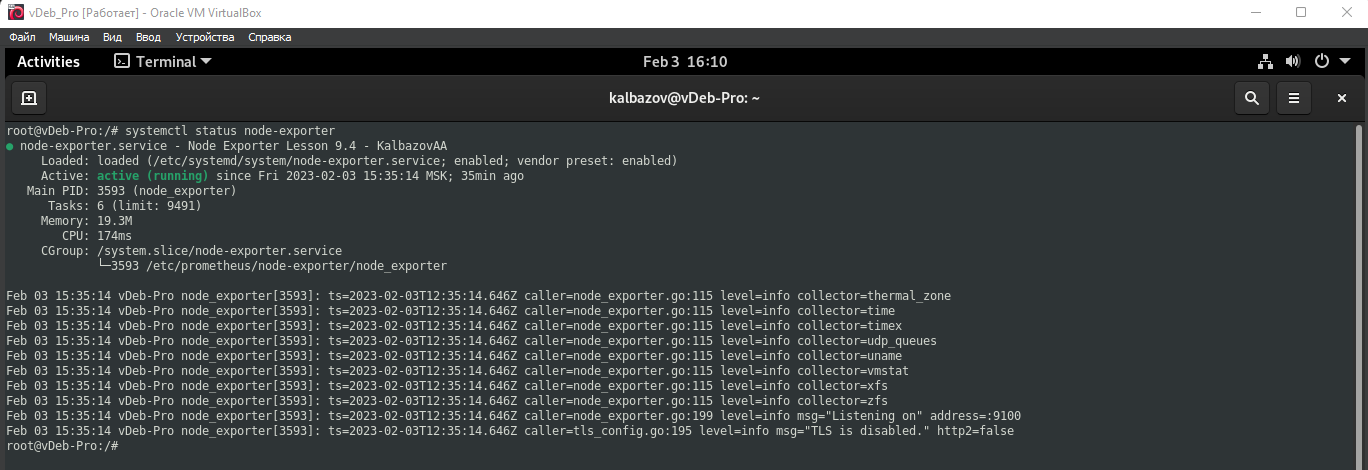 vDeb_Pro [Работает] - Oracle VM VirtualBox
Файл Машина Вид Ввод Устройства Справка
Activities Terminal Feb 3 16:10
kalbazov@vDeb-Pro: ~
root@vDeb-Pro:/# systemctl status node-exporter
● node-exporter.service - Node Exporter Lesson 9.4 - KalbazovAA
Loaded: loaded (/etc/systemd/system/node-exporter.service; enabled; vendor preset: enabled)
Active: active (running) since Fri 2023-02-03 15:35:14 MSK; 35min ago
Main PID: 3593 (node_exporter)
Tasks: 6 (limit: 9491)
Memory: 19.3M
CPU: 174ms
CGroup: /system.slice/node-exporter.service
└─3593 /etc/prometheus/node-exporter/node_exporter
Feb 03 15:35:14 vDeb-Pro node_exporter[3593]: ts=2023-02-03T12:35:14.646Z caller=node_exporter.go:115 level=info collector=thermal_zone
Feb 03 15:35:14 vDeb-Pro node_exporter[3593]: ts=2023-02-03T12:35:14.646Z caller=node_exporter.go:115 level=info collector=time
Feb 03 15:35:14 vDeb-Pro node_exporter[3593]: ts=2023-02-03T12:35:14.646Z caller=node_exporter.go:115 level=info collector=timex
Feb 03 15:35:14 vDeb-Pro node_exporter[3593]: ts=2023-02-03T12:35:14.646Z caller=node_exporter.go:115 level=info collector=udp_queues
Feb 03 15:35:14 vDeb-Pro node_exporter[3593]: ts=2023-02-03T12:35:14.646Z caller=node_exporter.go:115 level=info collector=uname
Feb 03 15:35:14 vDeb-Pro node_exporter[3593]: ts=2023-02-03T12:35:14.646Z caller=node_exporter.go:115 level=info collector=vmstat
Feb 03 15:35:14 vDeb-Pro node_exporter[3593]: ts=2023-02-03T12:35:14.646Z caller=node_exporter.go:115 level=info collector=xfs
Feb 03 15:35:14 vDeb-Pro node_exporter[3593]: ts=2023-02-03T12:35:14.646Z caller=node_exporter.go:115 level=info collector=zfs
Feb 03 15:35:14 vDeb-Pro node_exporter[3593]: ts=2023-02-03T12:35:14.646Z caller=node_exporter.go:199 level=info msg="Listening on" address=:9100
Feb 03 15:35:14 vDeb-Pro node_exporter[3593]: ts=2023-02-03T12:35:14.646Z caller=tls_config.go:195 level=info msg="TLS is disabled." http2=false
root@vDeb-Pro:/#